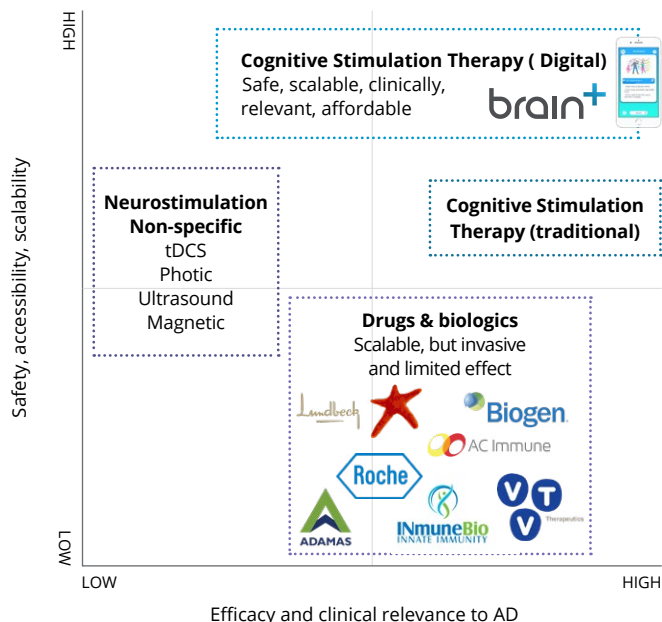 HIGH
Cognitive Stimulation Therapy ( Digital)
Safe, scalable, clinically,
relevant, affordable
brain+
Neurostimulation
Non-specific
tDCS
Photic
Ultrasound
Magnetic
Cognitive Stimulation
Therapy (traditional)
Safety, accessibility, scalability
Drugs & biologics
Scalable, but invasive
and limited effect
Lundbeck
Biogen
AC Immune
Roche
ADAMAS
INmuneBio
INNATE IMMUNITY
VTV
Therapeutics
LOW
LOW
HIGH
Efficacy and clinical relevance to AD